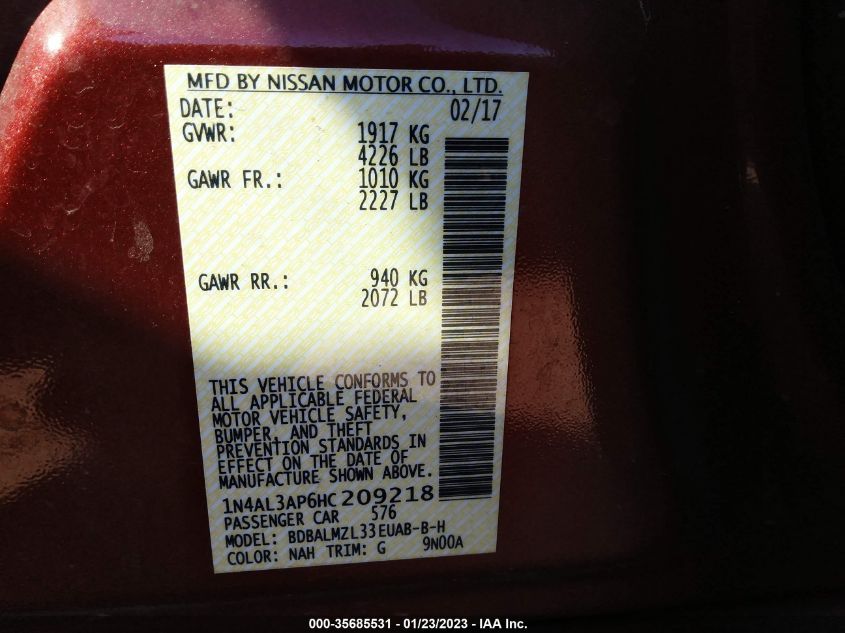 MFD BY NISSAN MOTOR CO., LTD.
DATE: 02/17
GVWR: 1917 KG
4226 LB
GAWR FR.: 1010 KG
2227 LB
GAWR RR.: 940 KG
2072 LB
THIS VEHICLE CONFORMS TO
ALL APPLICABLE FEDERAL
MOTOR VEHICLE SAFETY,
BUMPER, AND THEFT
PREVENTION STANDARDS IN
EFFECT ON THE DATE OF
MANUFACTURE SHOWN ABOVE.
1N4AL3AP6HC209218
PASSENGER CAR 576
MODEL: BDBALMZL33EUAB-B-H
COLOR: NAH TRIM: G 9N00A
000-35685531 - 01/23/2023 - IAA Inc.